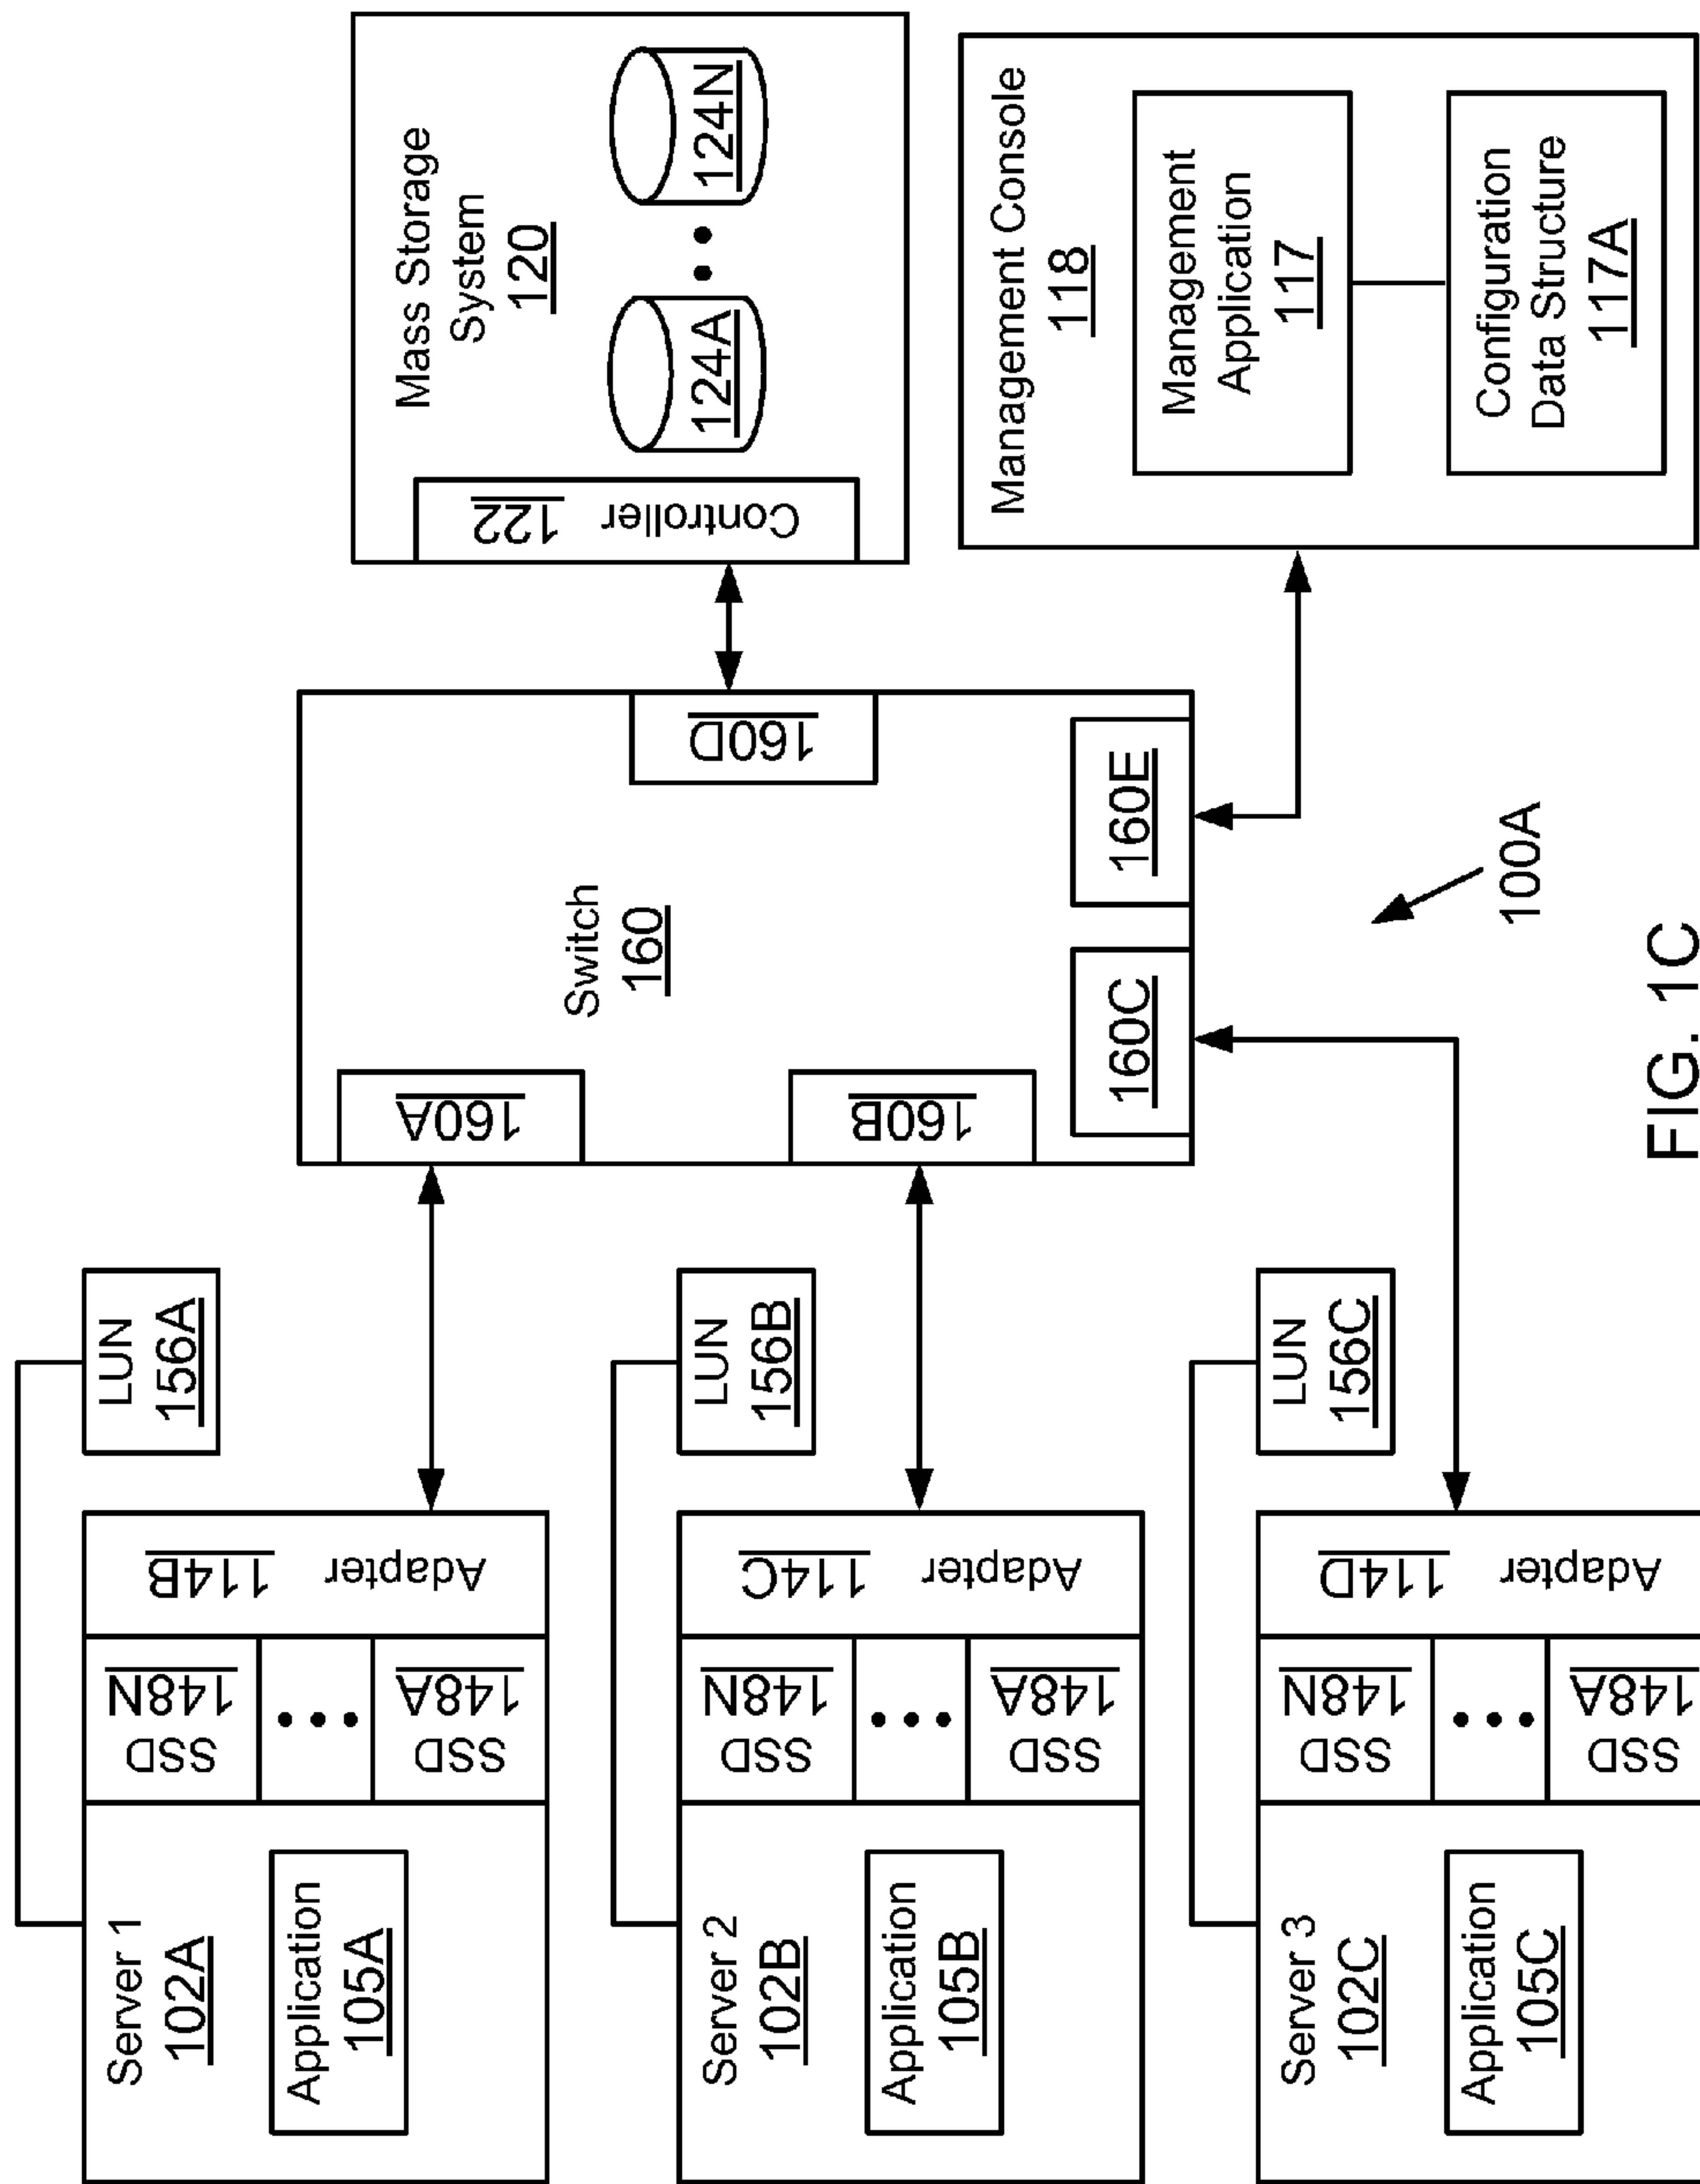 Server 1
102A
Application
105A
SSD
148N
SSD
148A
Adapter
114B
LUN
156A
Server 2
102B
Application
105B
SSD
148N
SSD
148A
Adapter
114C
LUN
156B
Server 3
102C
Application
105C
SSD
148N
SSD
148A
Adapter
114D
LUN
156C
Switch
160
160A
160B
160C
160D
160E
Mass Storage
System
120
Controller
122
124A
124N
Management Console
118
Management
Application
117
Configuration
Data Structure
117A
100A
FIG. 1C